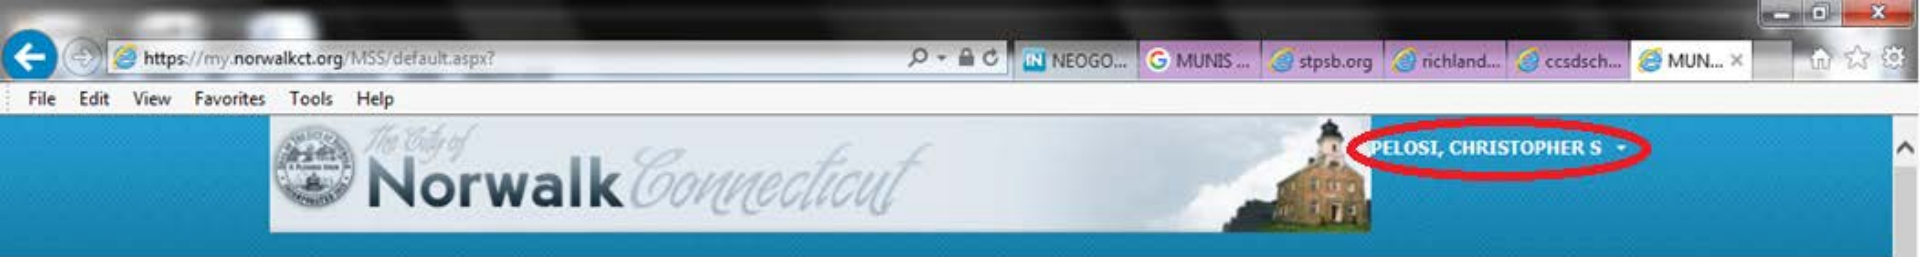 https://my.norwalkct.org/MSS/default.aspx?
NEOGO... MUNIS ... stpsb.org richland... ccsdsch... MUN...
File Edit View Favorites Tools Help
The City of
Norwalk Connecticut
PELOSI, CHRISTOPHER S